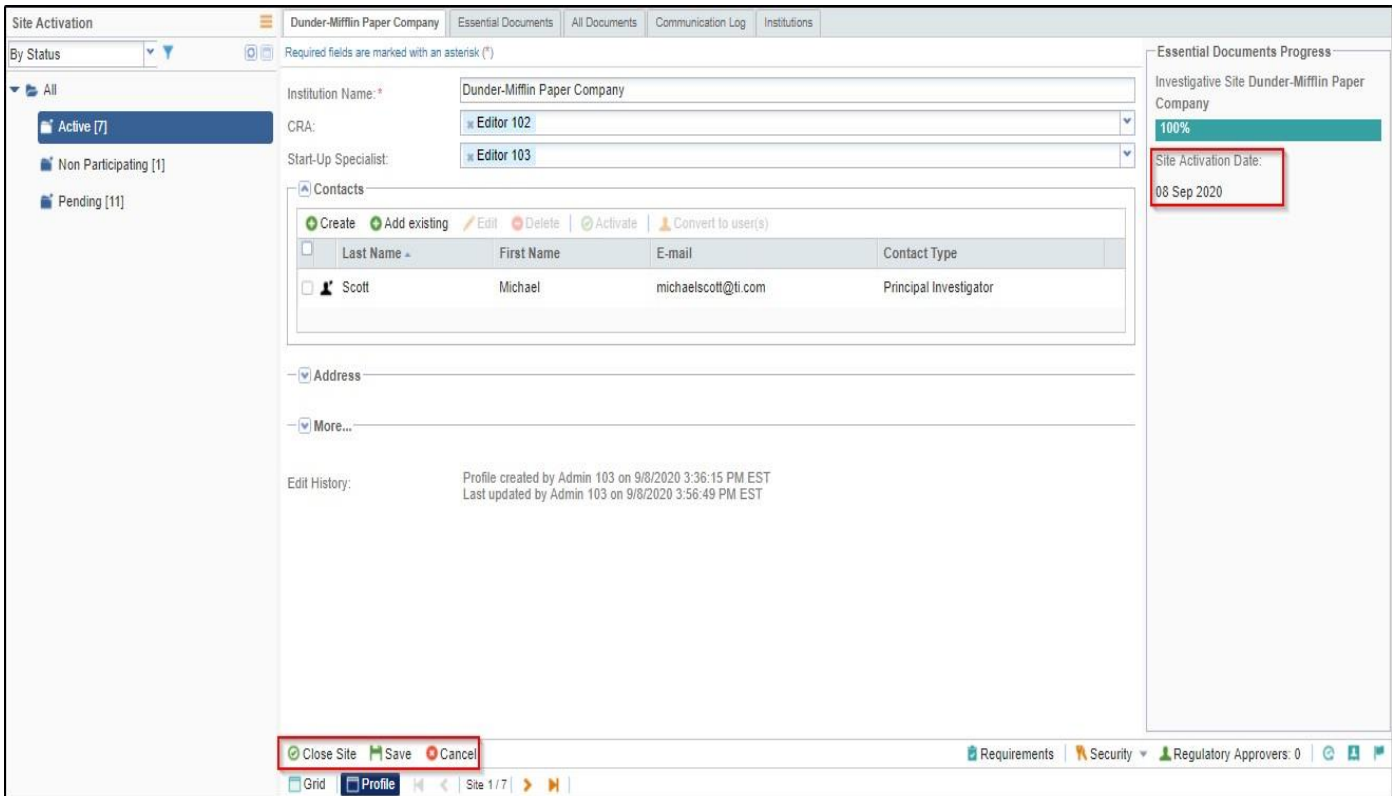 Site Activation
By Status
All
Active [7]
Non Participating [1]
Pending [11]
Dunder-Mifflin Paper Company
Essential Documents
All Documents
Communication Log
Institutions
Required fields are marked with an asterisk (*)
Institution Name:* Dunder-Mifflin Paper Company
CRA: Editor 102
Start-Up Specialist: Editor 103
Contacts
Create Add existing Edit Delete Activate Convert to user(s)
Last Name First Name E-mail Contact Type
Scott Michael michaelscott@ti.com Principal Investigator
Address
More...
Edit History: Profile created by Admin 103 on 9/8/2020 3:36:15 PM EST
Last updated by Admin 103 on 9/8/2020 3:56:49 PM EST
Essential Documents Progress
Investigative Site Dunder-Mifflin Paper
Company
100%
Site Activation Date:
08 Sep 2020
Close Site Save Cancel
Requirements Security Regulatory Approvers: 0
Grid Profile Site 1 / 7